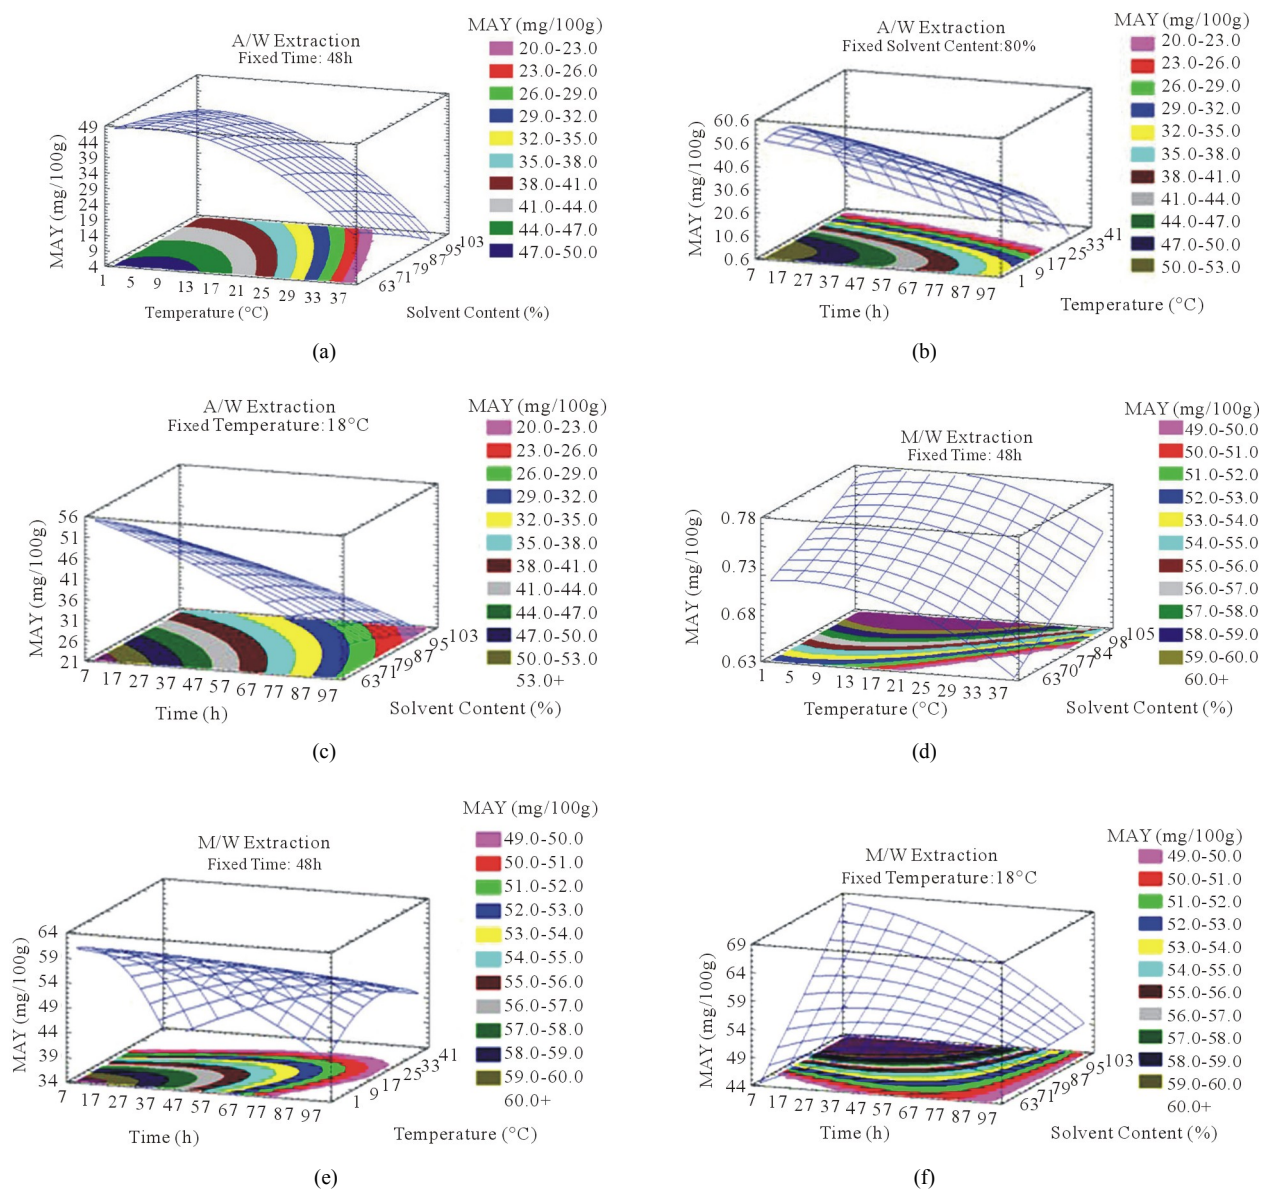 A/W Extraction
Fixed Time: 48h
MAY (mg/100g)
20.0-23.0
23.0-26.0
26.0-29.0
29.0-32.0
32.0-35.0
35.0-38.0
38.0-41.0
41.0-44.0
44.0-47.0
47.0-50.0
MAY (mg/100g)
49
44
39
34
29
24
19
14
9
4
1 5 9 13 17 21 25 29 33 37
63 71 79 87 95 103
Temperature (°C)
Solvent Content (%)
(a)
A/W Extraction
Fixed Solvent Centent:80%
MAY (mg/100g)
20.0-23.0
23.0-26.0
26.0-29.0
29.0-32.0
32.0-35.0
35.0-38.0
38.0-41.0
41.0-44.0
44.0-47.0
47.0-50.0
50.0-53.0
MAY (mg/100g)
60.6
50.6
40.6
30.6
20.6
10.6
0.6
7 17 27 37 47 57 67 77 87 97
1 9 17 25 33 41
Time (h)
Temperature (°C)
(b)
A/W Extraction
Fixed Temperature:18°C
MAY (mg/100g)
20.0-23.0
23.0-26.0
26.0-29.0
29.0-32.0
32.0-35.0
35.0-38.0
38.0-41.0
41.0-44.0
44.0-47.0
47.0-50.0
50.0-53.0
53.0+
MAY (mg/100g)
56
51
46
41
36
31
26
21
7 17 27 37 47 57 67 77 87 97
63 71 79 87 95 103
Time (h)
Solvent Content (%)
(c)
M/W Extraction
Fixed Time: 48h
MAY (mg/100g)
49.0-50.0
50.0-51.0
51.0-52.0
52.0-53.0
53.0-54.0
54.0-55.0
55.0-56.0
56.0-57.0
57.0-58.0
58.0-59.0
59.0-60.0
60.0+
MAY (mg/100g)
0.78
0.73
0.68
0.63
1 5 9 13 17 21 25 29 33 37
63 70 77 84 98 105
Temperature (°C)
Solvent Content (%)
(d)
M/W Extraction
Fixed Time: 48h
MAY (mg/100g)
49.0-50.0
50.0-51.0
51.0-52.0
52.0-53.0
53.0-54.0
54.0-55.0
55.0-56.0
56.0-57.0
57.0-58.0
58.0-59.0
59.0-60.0
60.0+
MAY (mg/100g)
64
59
54
49
44
39
34
7 17 27 37 47 57 67 77 87 97
1 9 17 25 33 41
Time (h)
Temperature (°C)
(e)
M/W Extraction
Fixed Temperature:18°C
MAY (mg/100g)
49.0-50.0
50.0-51.0
51.0-52.0
52.0-53.0
53.0-54.0
54.0-55.0
55.0-56.0
56.0-57.0
57.0-58.0
58.0-59.0
59.0-60.0
60.0+
MAY (mg/100g)
69
64
59
54
49
44
7 17 27 37 47 57 67 77 87 97
63 71 79 87 95 103
Time (h)
Solvent Content (%)
(f)